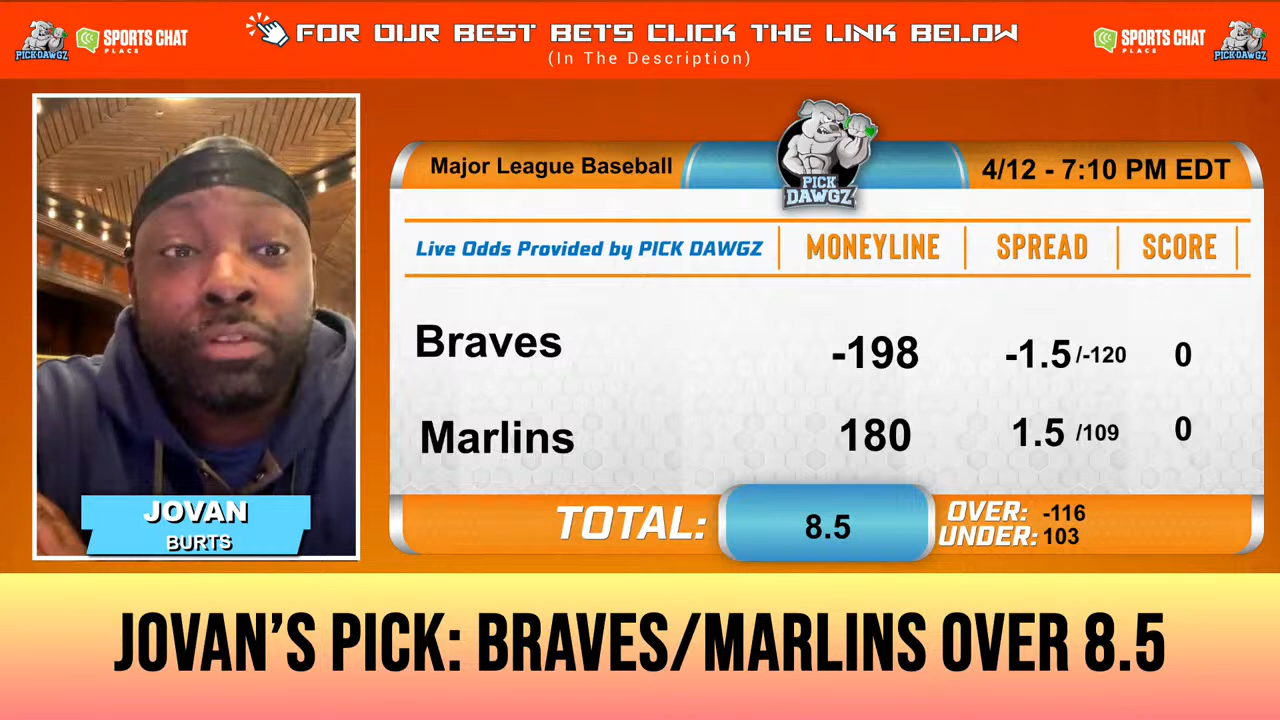 PICK DAWGZ
SPORTS CHAT
PLACE
FOR OUR BEST BETS CLICK THE LINK BELOW
(In The Description)
SPORTS CHAT
PLACE
PICK DAWGZ
Major League Baseball
PICK
DAWGZ
4/12 - 7:10 PM EDT
Live Odds Provided by PICK DAWGZ
MONEYLINE
SPREAD
SCORE
Braves -198 -1.5 /-120 0
Marlins 180 1.5 /109 0
TOTAL: 8.5
OVER: -116
UNDER: 103
JOVAN
BURTS
JOVAN'S PICK: BRAVES/MARLINS OVER 8.5